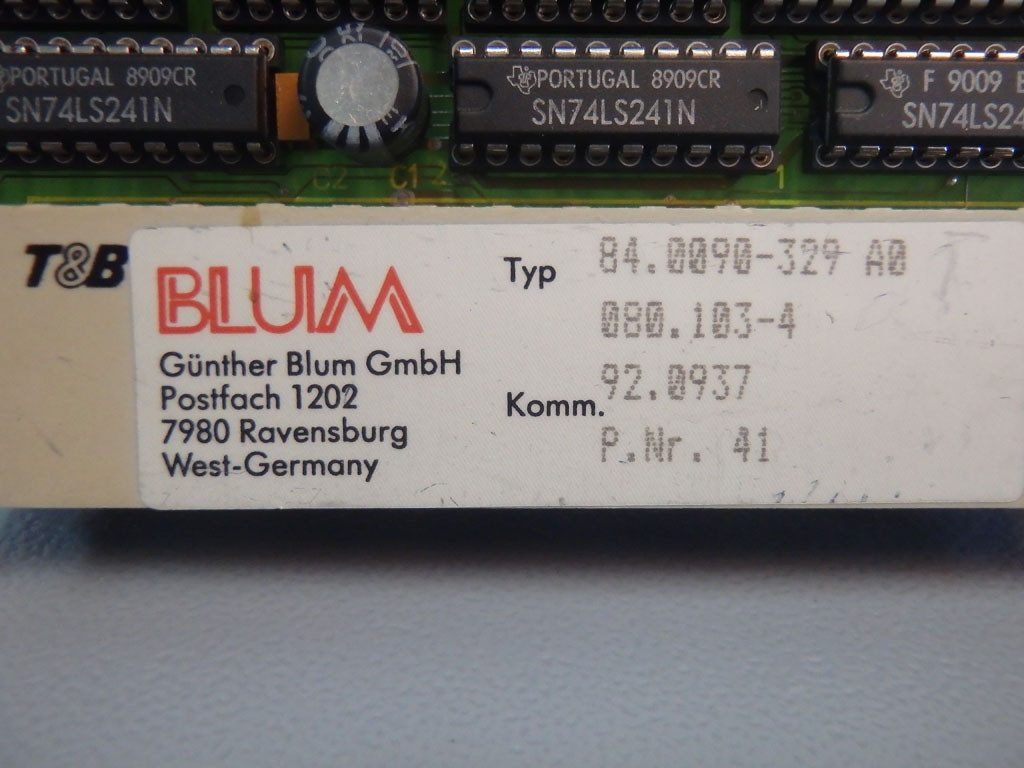 PORTUGAL 8909CR
SN74LS241N
PORTUGAL 8909CR
SN74LS241N
F 9009
SN74LS24
C2 C1
1
T&B
BLUM
Günther Blum GmbH
Postfach 1202
7980 Ravensburg
West-Germany
Typ 84.0090-329 A0
080.103-4
Komm. 92.0937
P.Nr. 41